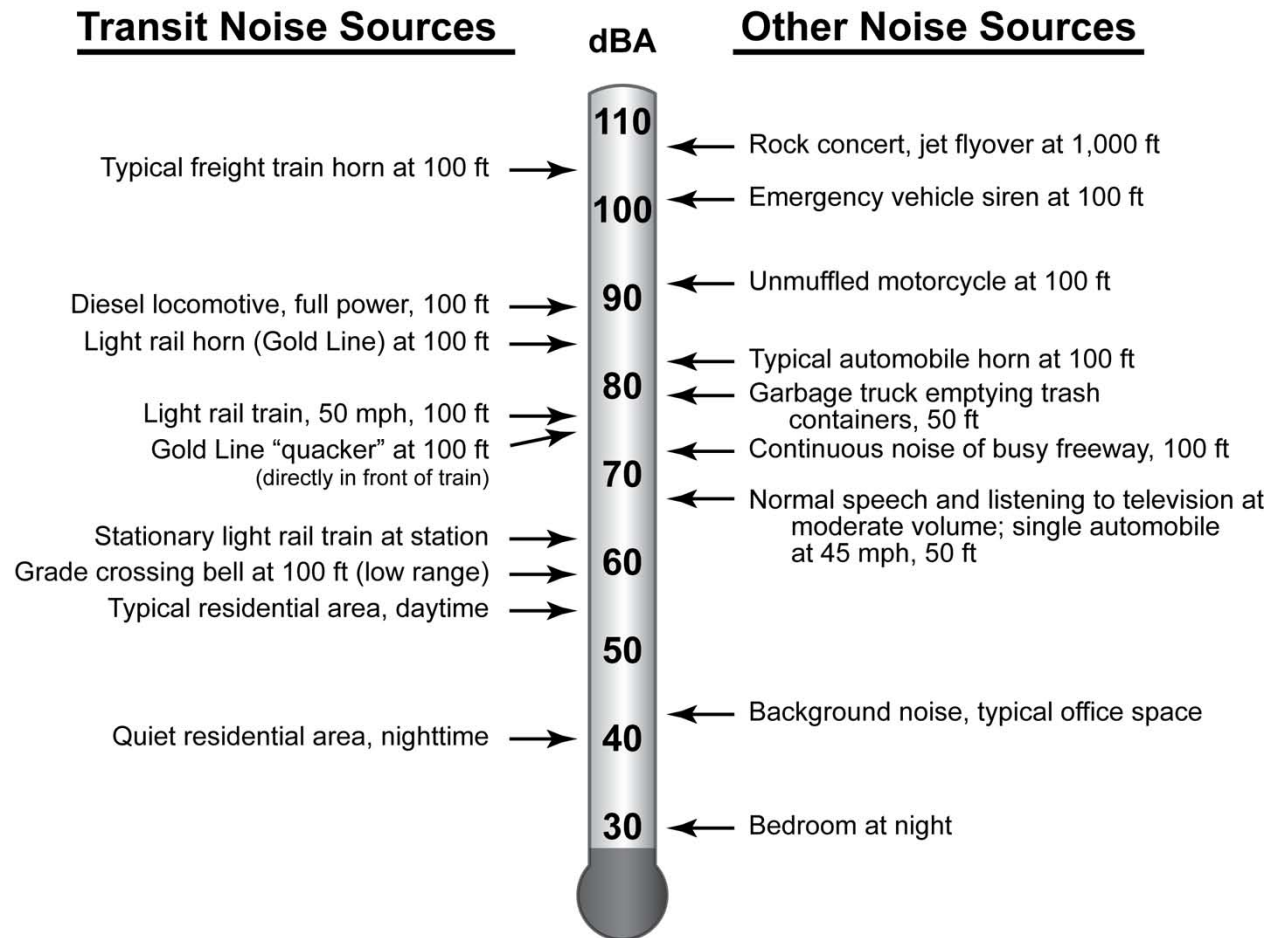 Transit Noise Sources
dBA
Other Noise Sources
110
100
90
80
70
60
50
40
30
Typical freight train horn at 100 ft
Diesel locomotive, full power, 100 ft
Light rail horn (Gold Line) at 100 ft
Light rail train, 50 mph, 100 ft
Gold Line “quacker” at 100 ft
(directly in front of train)
Stationary light rail train at station
Grade crossing bell at 100 ft (low range)
Typical residential area, daytime
Quiet residential area, nighttime
Rock concert, jet flyover at 1,000 ft
Emergency vehicle siren at 100 ft
Unmuffled motorcycle at 100 ft
Typical automobile horn at 100 ft
Garbage truck emptying trash
containers, 50 ft
Continuous noise of busy freeway, 100 ft
Normal speech and listening to television at
moderate volume; single automobile
at 45 mph, 50 ft
Background noise, typical office space
Bedroom at night